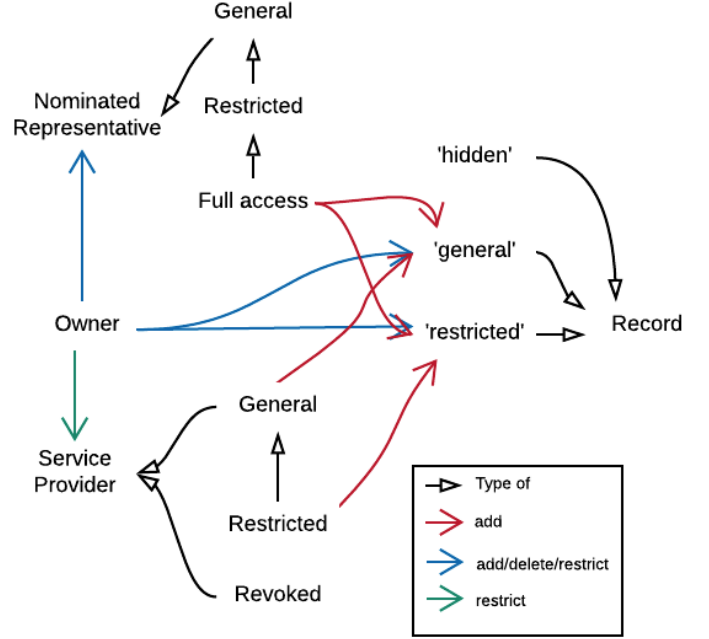 General
Nominated
Representative
Restricted
'hidden'
Full access
'general'
Owner
'restricted'
Record
General
Service
Provider
Restricted
Revoked
Type of
add
add/delete/restrict
restrict